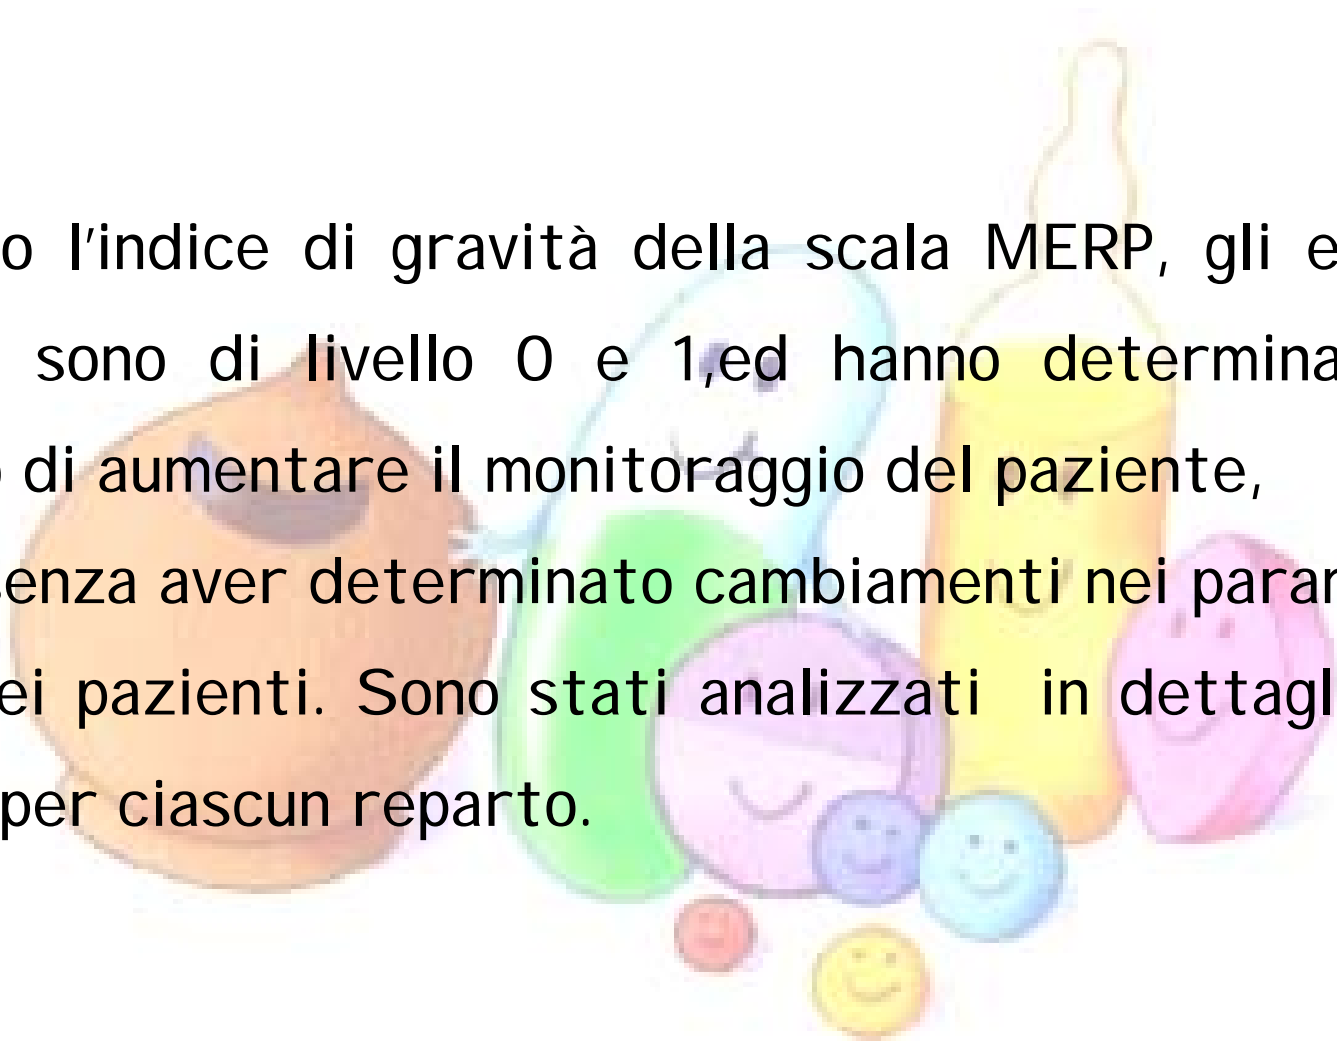 o l'indice di gravità della scala MERP, gli e
sono di livello 0 e 1,ed hanno determina
di aumentare il monitoraggio del paziente,
senza aver determinato cambiamenti nei param
ei pazienti. Sono stati analizzati in dettagl
per ciascun reparto.